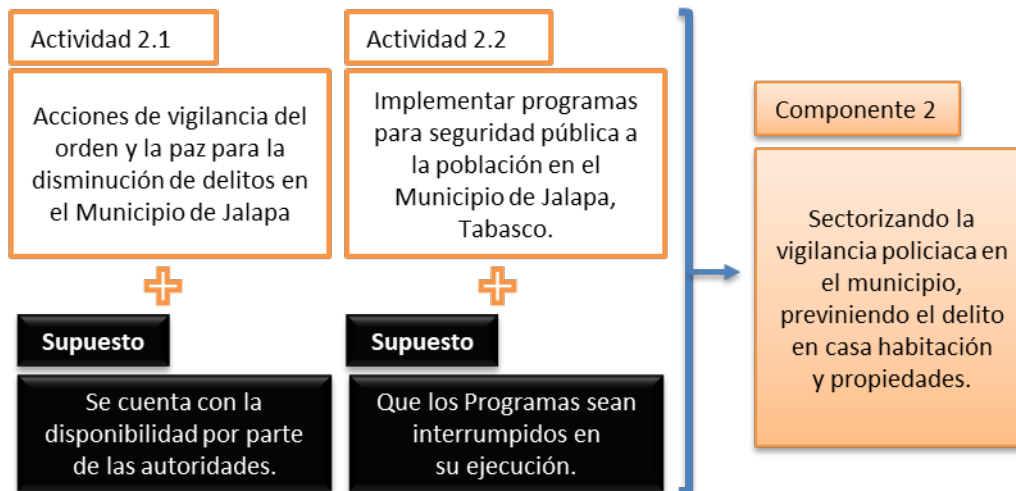 Actividad 2.1
Acciones de vigilancia del
orden y la paz para la
disminución de delitos en
el Municipio de Jalapa
Supuesto
Se cuenta con la
disponibilidad por parte
de las autoridades.
Actividad 2.2
Implementar programas
para seguridad pública a
la población en el
Municipio de Jalapa,
Tabasco.
Supuesto
Que los Programas sean
interrumpidos en
su ejecución.
Componente 2
Sectorizando la
vigilancia policiaca en
el municipio,
previniendo el delito
en casa habitación
y propiedades.